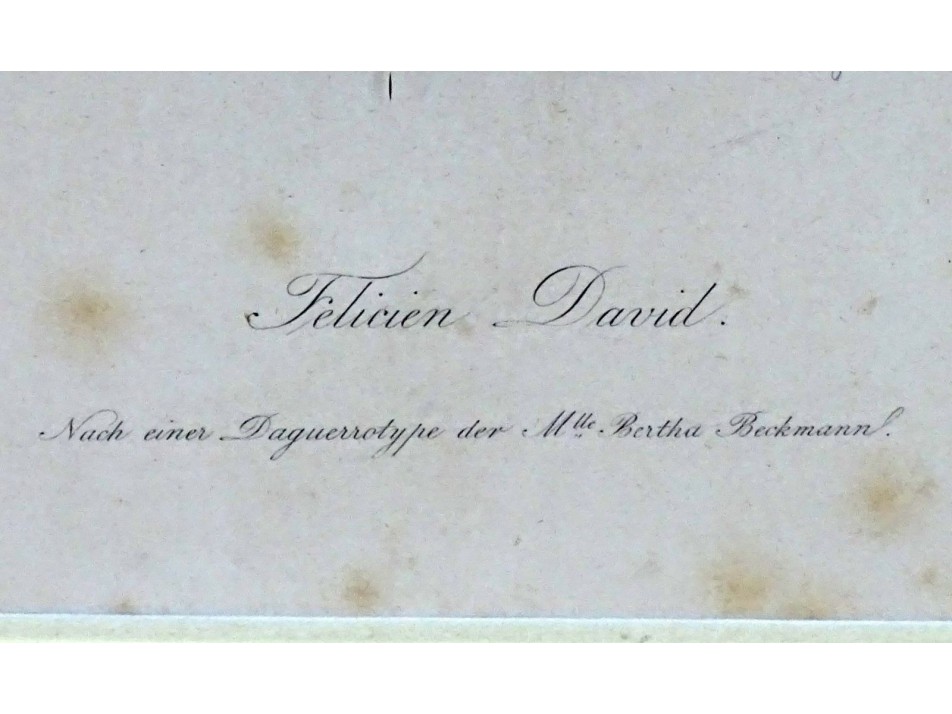 Felicien David.
Nach einer Daguerrotype der Mlle Bertha Beckmann.